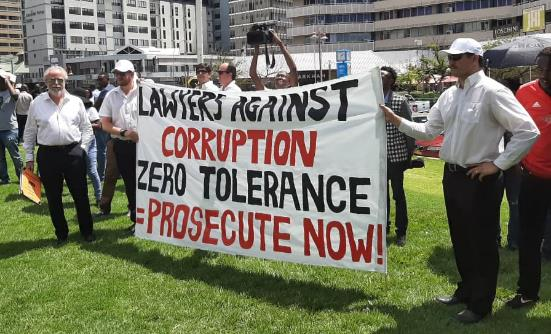 LAWYERS AGAINST
CORRUPTION
ZERO TOLERANCE
=PROSECUTE NOW!